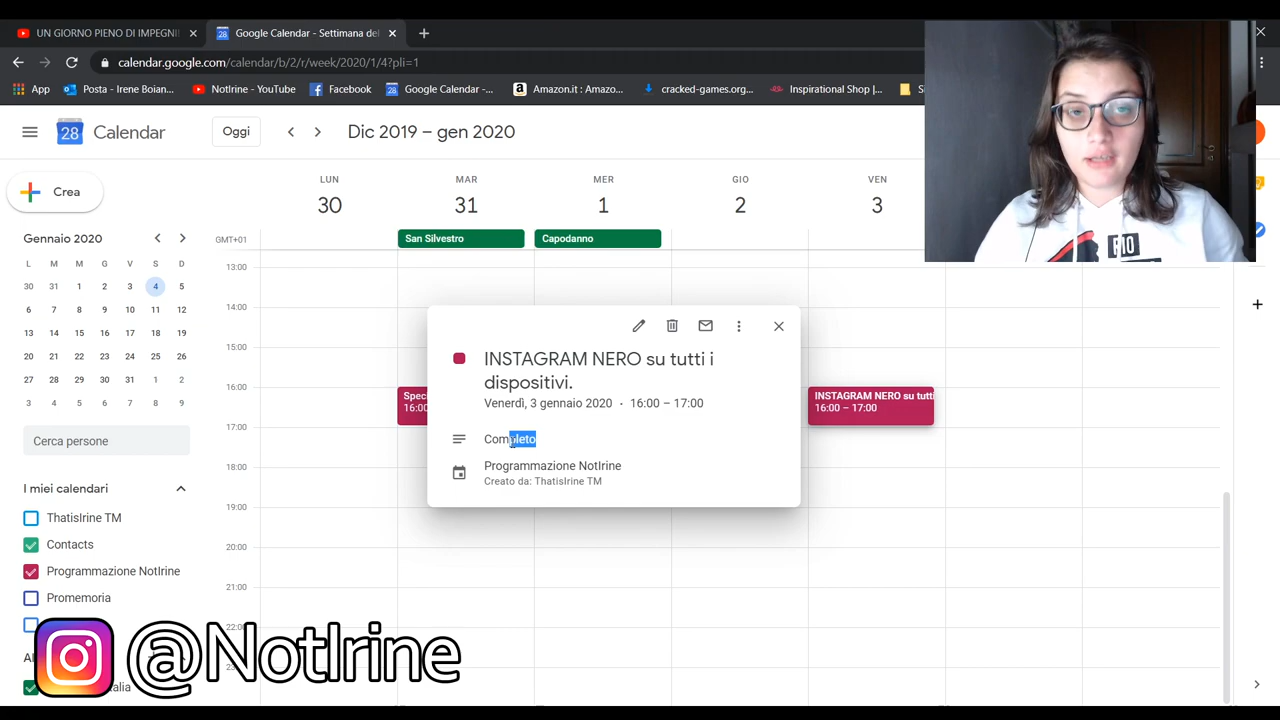 UN GIORNO PIENO DI IMPEGNI
Google Calendar - Settimana del
calendar.google.com/calendar/b/2/r/week/2020/1/4?pli=1
App
Posta - Irene Boian...
NotIrine - YouTube
Facebook
Google Calendar -...
Amazon.it : Amazo...
cracked-games.org...
Inspirational Shop |...
28
Calendar
Oggi
Dic 2019 – gen 2020
Crea
LUN
MAR
MER
GIO
VEN
30
31
1
2
3
Gennaio 2020
GMT+01
San Silvestro
Capodanno
L M M G V S D
30 31 1 2 3 4 5
6 7 8 9 10 11 12
13 14 15 16 17 18 19
20 21 22 23 24 25 26
27 28 29 30 31 1 2
3 4 5 6 7 8 9
13:00
14:00
15:00
16:00
17:00
18:00
19:00
20:00
21:00
22:00
Speci
16:00
INSTAGRAM NERO su tutti i
dispositivi.
Venerdì, 3 gennaio 2020 • 16:00 – 17:00
Completo
Programmazione NotIrine
Creato da: ThatisIrine TM
INSTAGRAM NERO su tutti
16:00 – 17:00
Cerca persone
I miei calendari
ThatisIrine TM
Contacts
Programmazione NotIrine
Promemoria
@NotIrine